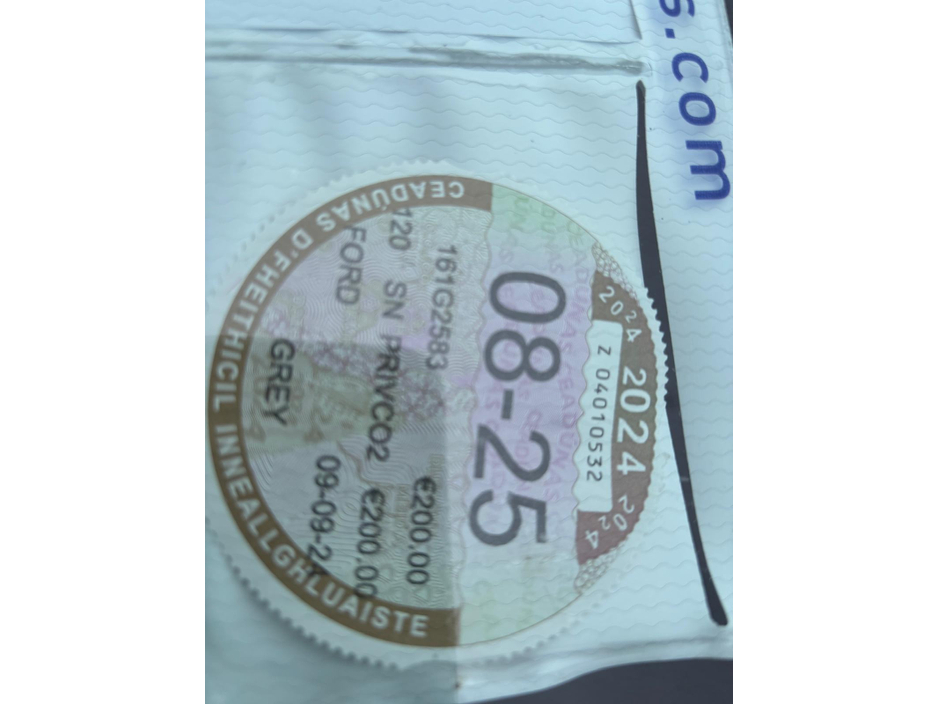 s.com
2024 2024 2024
Z 04010532
08-25
161G2583 €200.00
120 SN PRIVCO2 €200.00
FORD 09-09-24
GREY
CEADÚNAS D'FHEITHICIL INNEALLGHLUAISTE